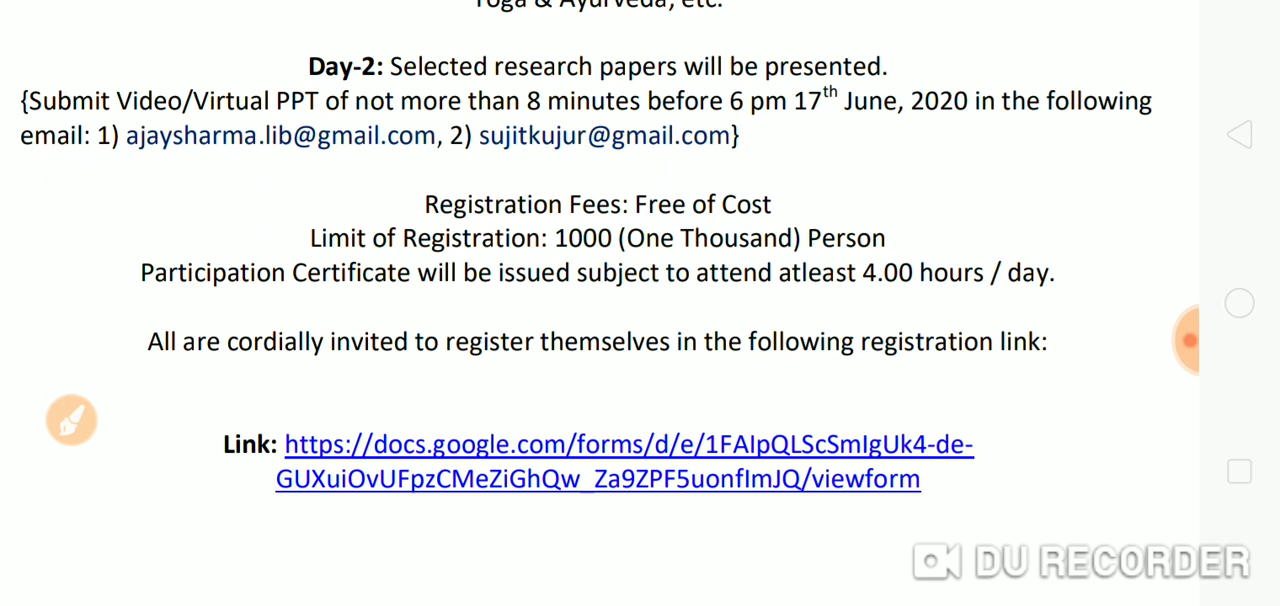 Yoga & Ayurveda, etc.
Day-2: Selected research papers will be presented.
{Submit Video/Virtual PPT of not more than 8 minutes before 6 pm 17th June, 2020 in the following
email: 1) ajaysharma.lib@gmail.com, 2) sujitkujur@gmail.com}
Registration Fees: Free of Cost
Limit of Registration: 1000 (One Thousand) Person
Participation Certificate will be issued subject to attend atleast 4.00 hours / day.
All are cordially invited to register themselves in the following registration link:
Link: https://docs.google.com/forms/d/e/1FAIpQLScSmIgUk4-de-
GUXuiOvUFpzCMeZiGhQw_Za9ZPF5uonfImJQ/viewform
DU RECORDER